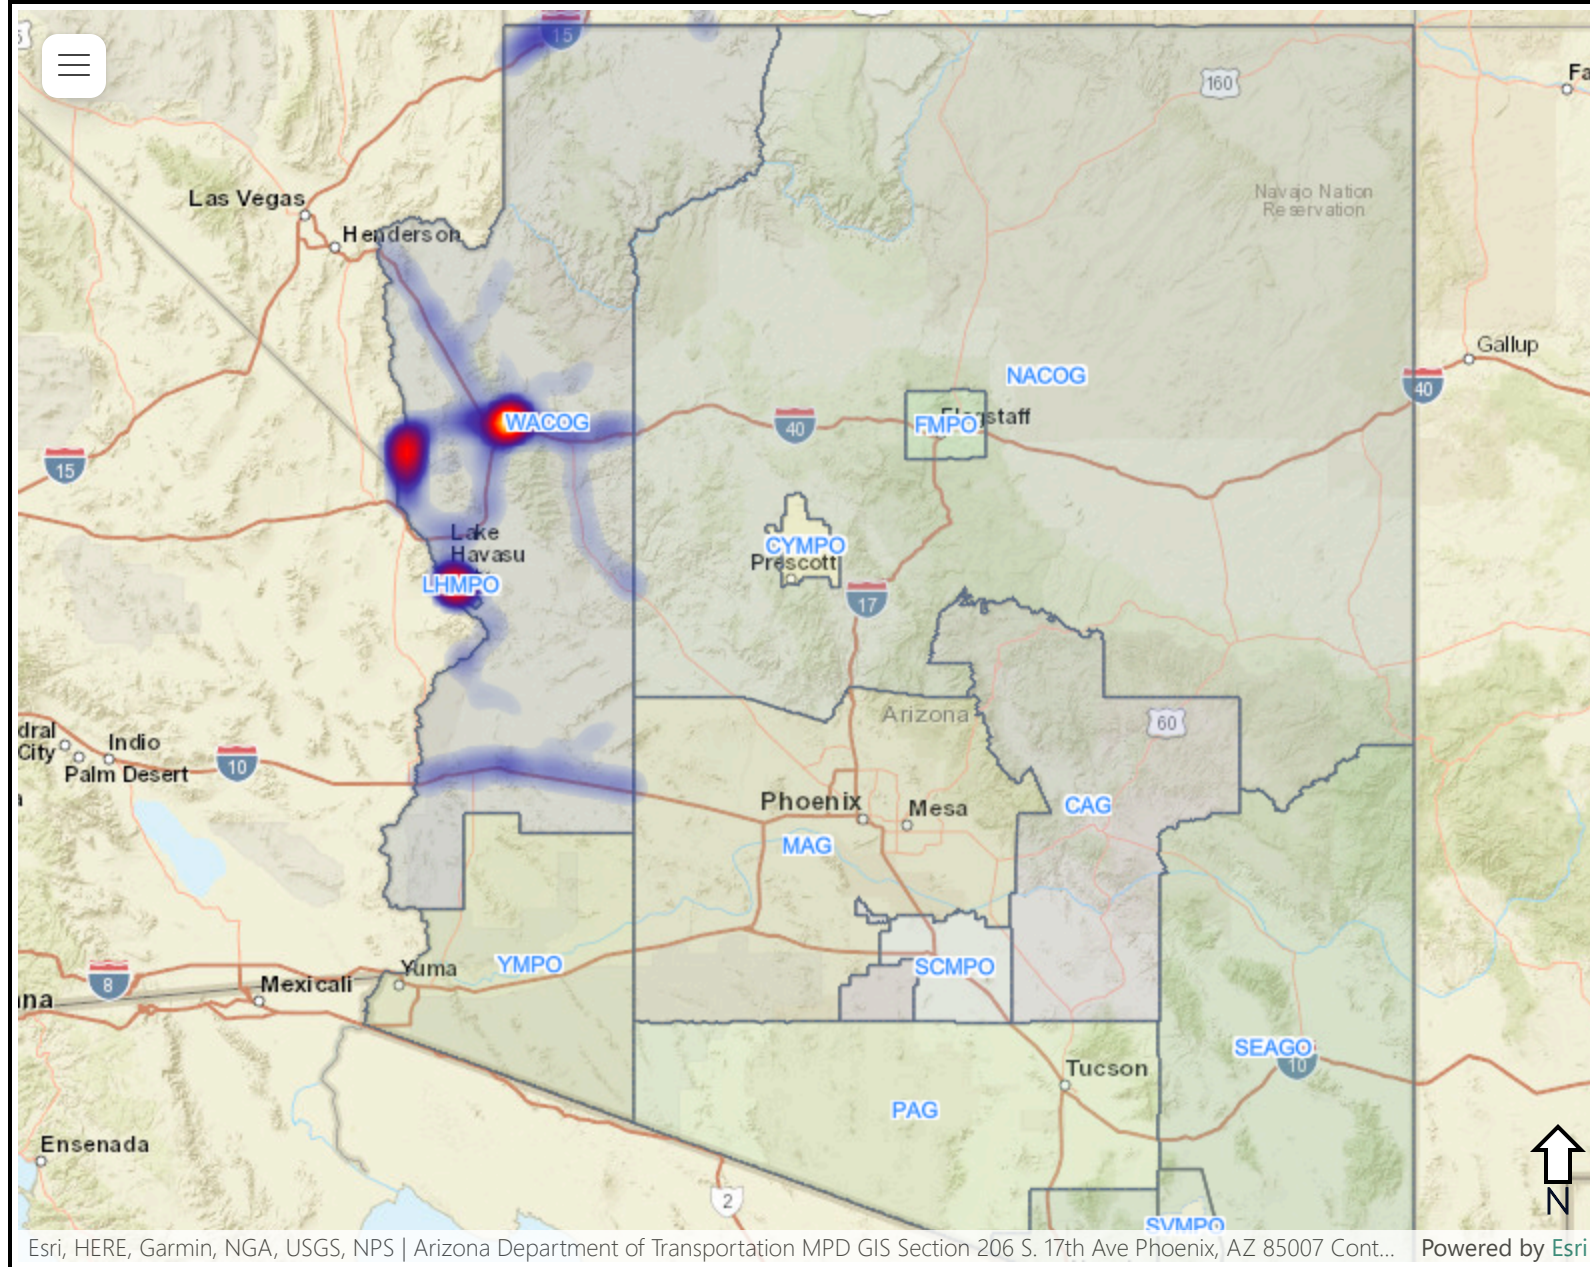 15
160
Las Vegas
Navajo Nation
Reservation
Henderson
Gallup
NACOG
40
Flagstaff
WACOG
40
FMPO
15
Lake
Havasu
CYMPO
Prescott
LHMPO
17
Arizona
60
dral
City
Indio
10
Palm Desert
Phoenix
Mesa
CAG
MAG
Yuma
YMPO
SCMPO
8
Mexicali
ana
SEAGO
10
Tucson
PAG
Ensenada
N
2
SVMPO
Esri, HERE, Garmin, NGA, USGS, NPS | Arizona Department of Transportation MPD GIS Section 206 S. 17th Ave Phoenix, AZ 85007 Cont... Powered by Esri